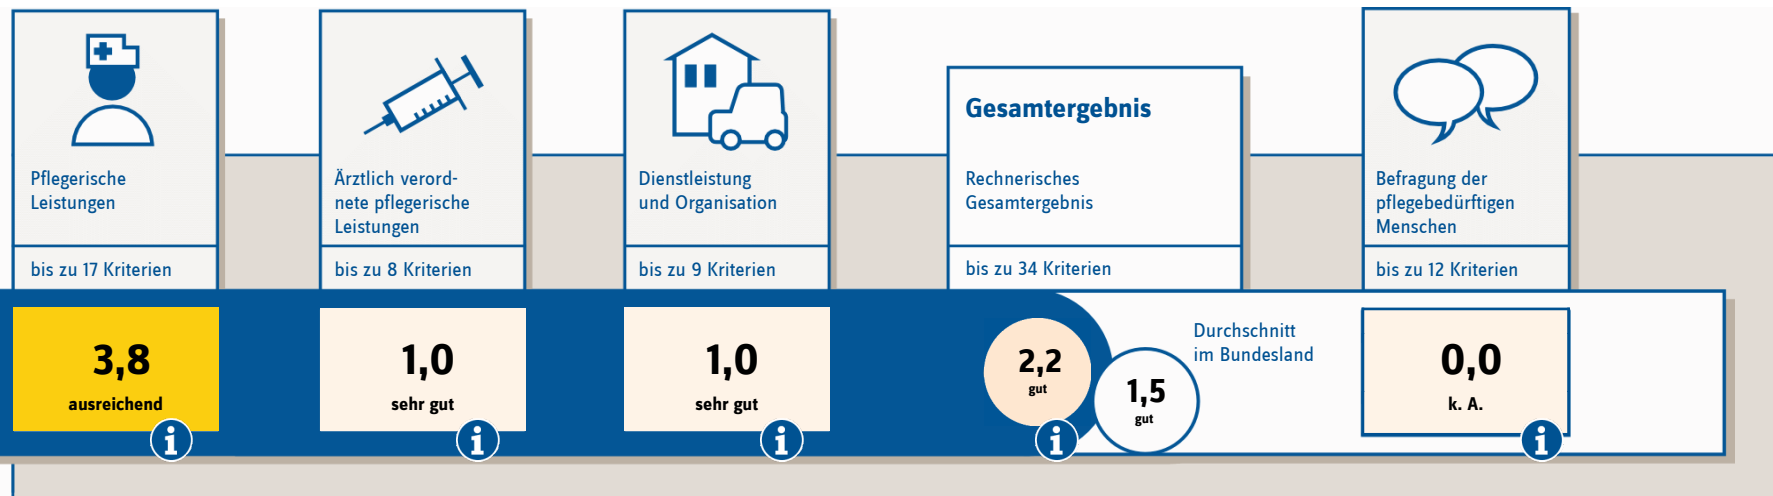 Pflegerische
Leistungen
bis zu 17 Kriterien
3,8
ausreichend
i
Ärztlich verord-
nete pflegerische
Leistungen
bis zu 8 Kriterien
1,0
sehr gut
i
Dienstleistung
und Organisation
bis zu 9 Kriterien
1,0
sehr gut
i
Gesamtergebnis
Rechnerisches
Gesamtergebnis
bis zu 34 Kriterien
2,2
gut
i
1,5
gut
Durchschnitt
im Bundesland
Befragung der
pflegebedürftigen
Menschen
bis zu 12 Kriterien
0,0
k. A.
i